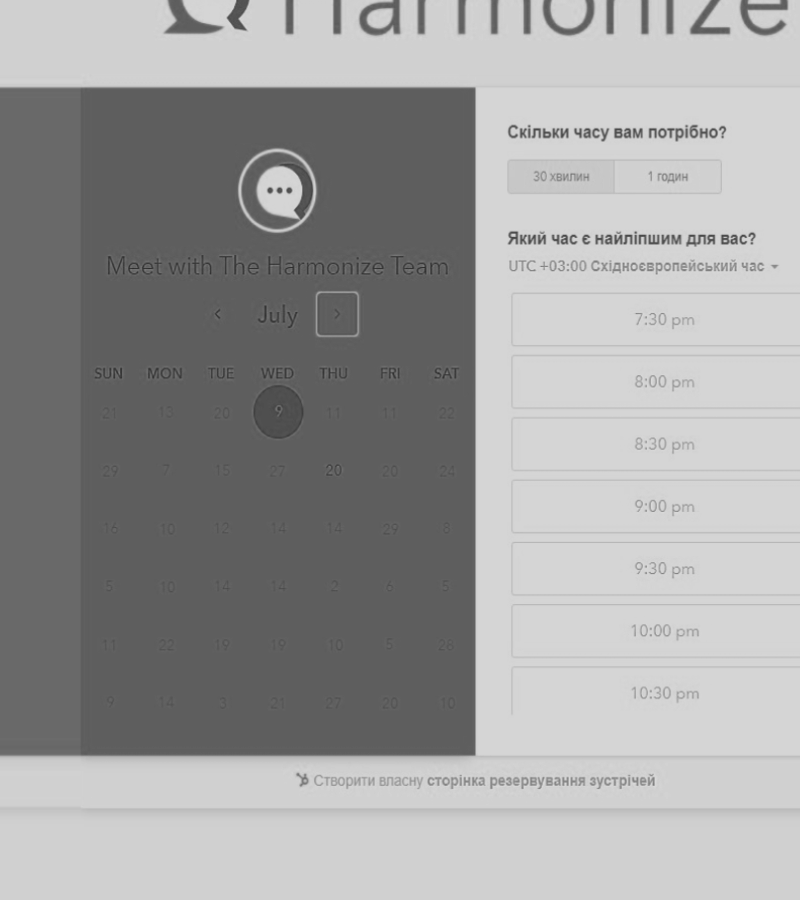 Harmonize
Meet with The Harmonize Team
July
SUN MON TUE WED THU FRI SAT
21 13 20 9 11 11 22
29 7 15 27 20 20 24
16 10 12 14 14 29 8
5 10 14 14 2 6 5
11 22 19 19 10 5 28
9 14 3 21 27 20 10
Скільки часу вам потрібно?
30 хвилин 1 годин
Який час є найліпшим для вас?
UTC +03:00 Східноєвропейський час
7:30 pm
8:00 pm
8:30 pm
9:00 pm
9:30 pm
10:00 pm
10:30 pm
Створити власну сторінка резервування зустрічей